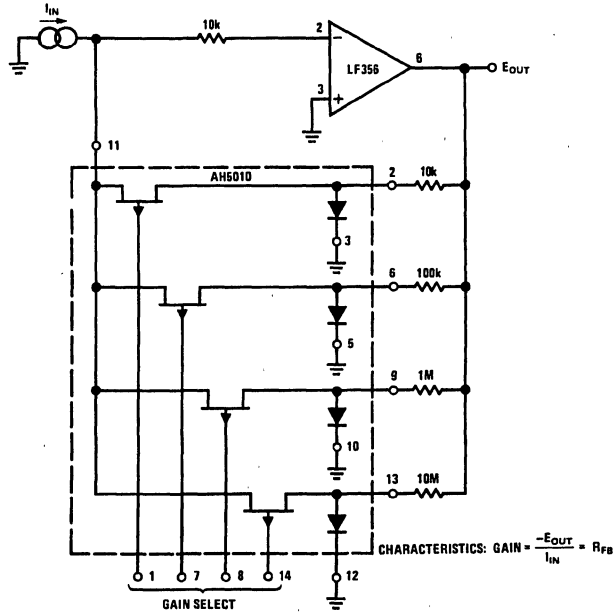 IIN
10k
2
−
LF356
6
EOUT
3
+
11
AH5010
2
10k
3
6
100k
5
9
1M
10
13
10M
CHARACTERISTICS: GAIN = −EOUT / IIN = RFB
1
7
8
14
12
GAIN SELECT